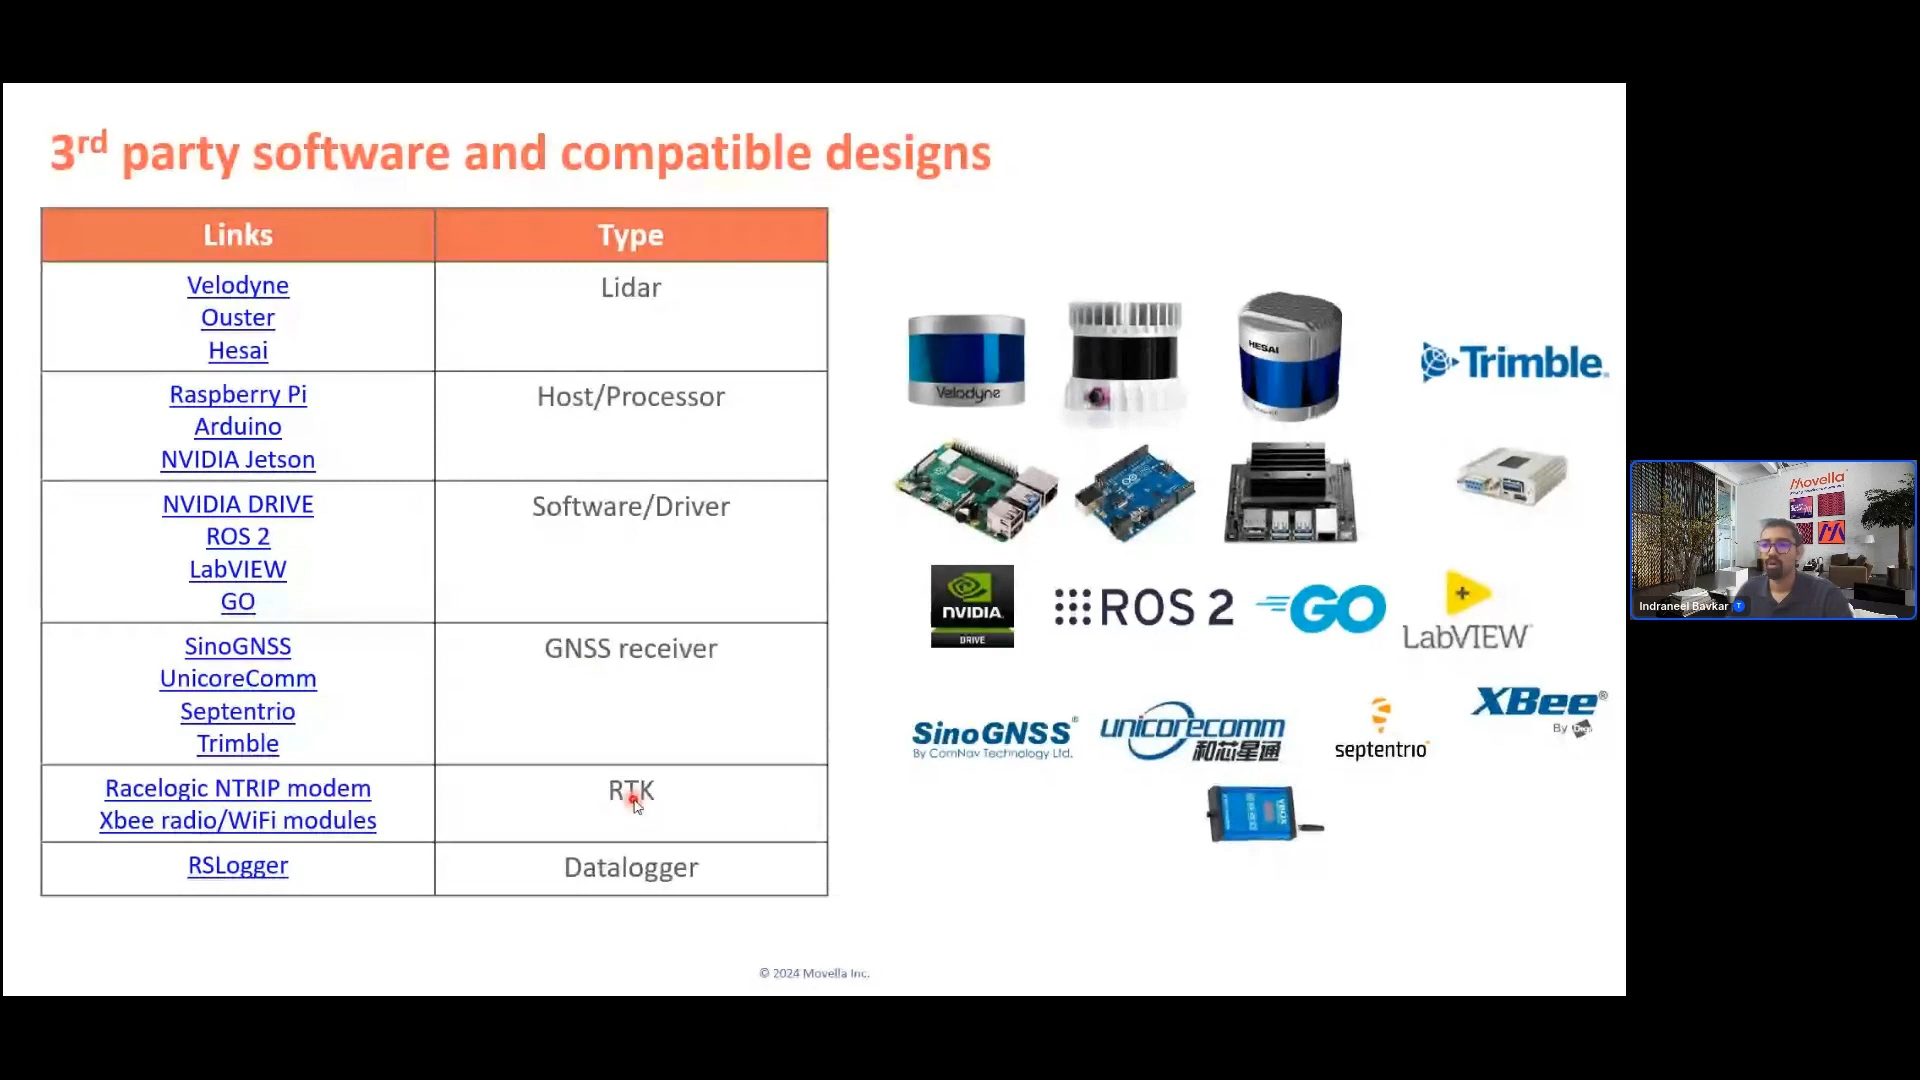 3rd party software and compatible designs
Links
Type
Velodyne
Ouster
Hesai
Lidar
Raspberry Pi
Arduino
NVIDIA Jetson
Host/Processor
NVIDIA DRIVE
ROS 2
LabVIEW
GO
Software/Driver
SinoGNSS
UnicoreComm
Septentrio
Trimble
GNSS receiver
Racelogic NTRIP modem
Xbee radio/WiFi modules
RTK
RSLogger
Datalogger
Velodyne
HESAI
Trimble
NVIDIA
DRIVE
ROS 2
GO
LabVIEW
SinoGNSS®
By ComNav Technology Ltd.
unicorecomm
和芯星通
septentrio
XBee®
By Digi
VBOX
© 2024 Movella Inc.
Movella
Indraneel Bavkar